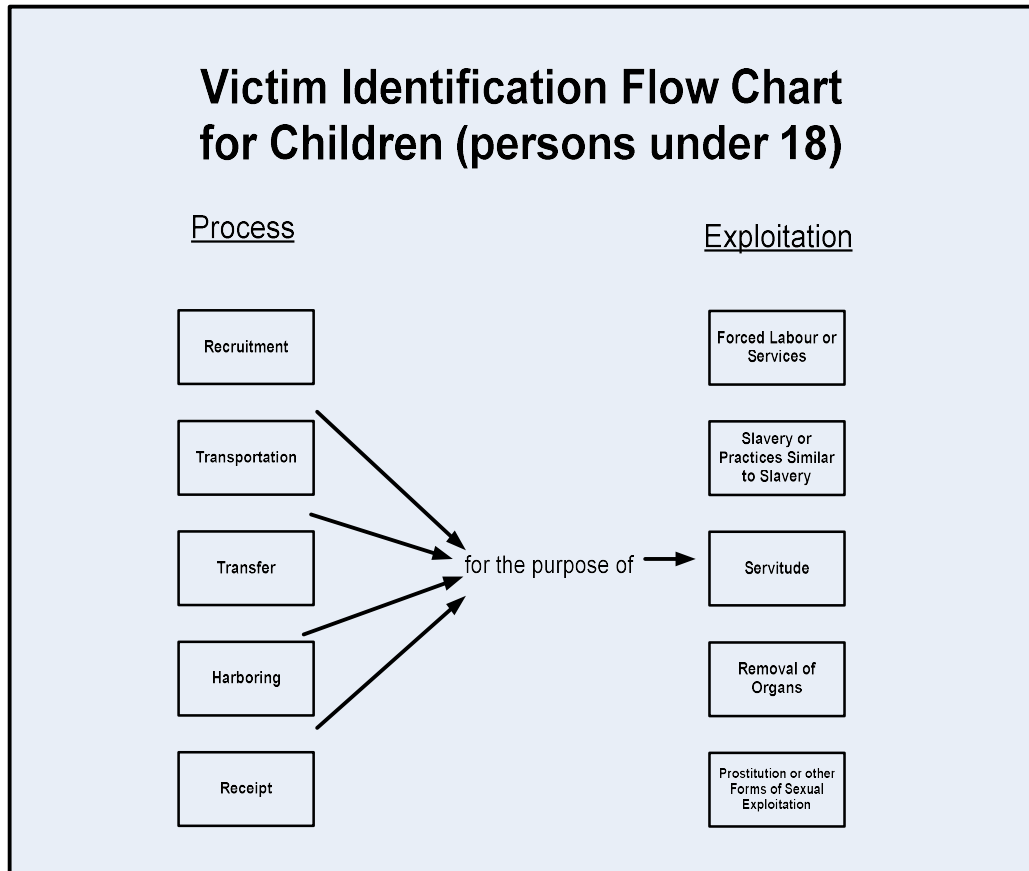 Victim Identification Flow Chart
for Children (persons under 18)
Process
Exploitation
Recruitment
Transportation
Transfer
Harboring
Receipt
for the purpose of
Forced Labour or
Services
Slavery or
Practices Similar
to Slavery
Servitude
Removal of
Organs
Prostitution or other
Forms of Sexual
Exploitation